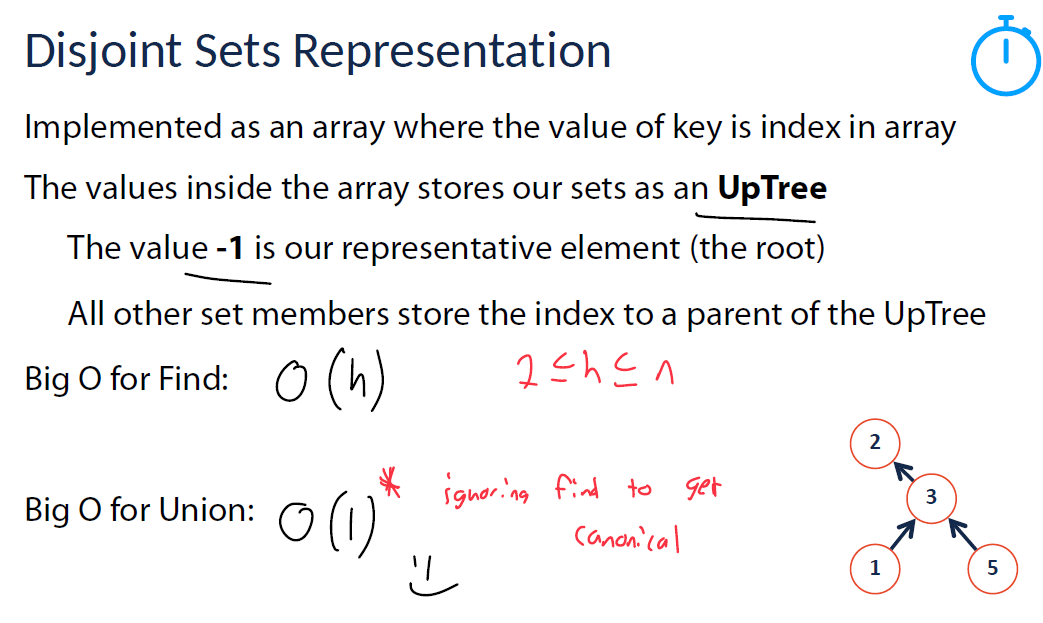 Disjoint Sets Representation
Implemented as an array where the value of key is index in array
The values inside the array stores our sets as an UpTree
The value -1 is our representative element (the root)
All other set members store the index to a parent of the UpTree
Big O for Find: O(h) 1 ≤ h ≤ n
Big O for Union: O(1) * ignoring find to get
canonical
2
3
1 5